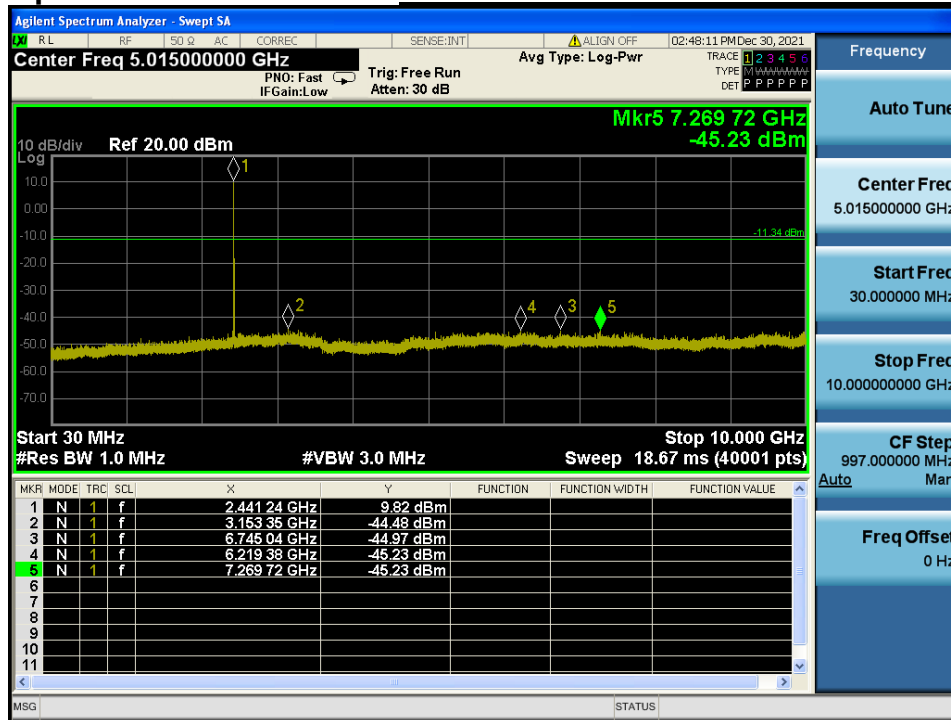 Agilent Spectrum Analyzer - Swept SA
LXI RL RF 50 Ω AC CORREC SENSE:INT ALIGN OFF 02:48:11 PM Dec 30, 2021
Center Freq 5.015000000 GHz Avg Type: Log-Pwr TRACE 1 2 3 4 5 6
PNO: Fast Trig: Free Run TYPE M WWWWW
IFGain:Low Atten: 30 dB DET P P P P P P
Mkr5 7.269 72 GHz
10 dB/div Ref 20.00 dBm -45.23 dBm
Log
1
10.0
0.00
-10.0
-11.34 dBm
-20.0
-30.0
2 4 3 5
-40.0
-50.0
-60.0
-70.0
Start 30 MHz Stop 10.000 GHz
#Res BW 1.0 MHz #VBW 3.0 MHz Sweep 18.67 ms (40001 pts)
MKR MODE TRC SCL X Y FUNCTION FUNCTION WIDTH FUNCTION VALUE
1 N 1 f 2.441 24 GHz 9.82 dBm
2 N 1 f 3.153 35 GHz -44.48 dBm
3 N 1 f 6.745 04 GHz -44.97 dBm
4 N 1 f 6.219 38 GHz -45.23 dBm
5 N 1 f 7.269 72 GHz -45.23 dBm
6
7
8
9
10
11
MSG STATUS
Frequency
Auto Tune
Center Freq
5.015000000 GHz
Start Freq
30.000000 MHz
Stop Freq
10.000000000 GHz
CF Step
997.000000 MHz
Auto Man
Freq Offset
0 Hz